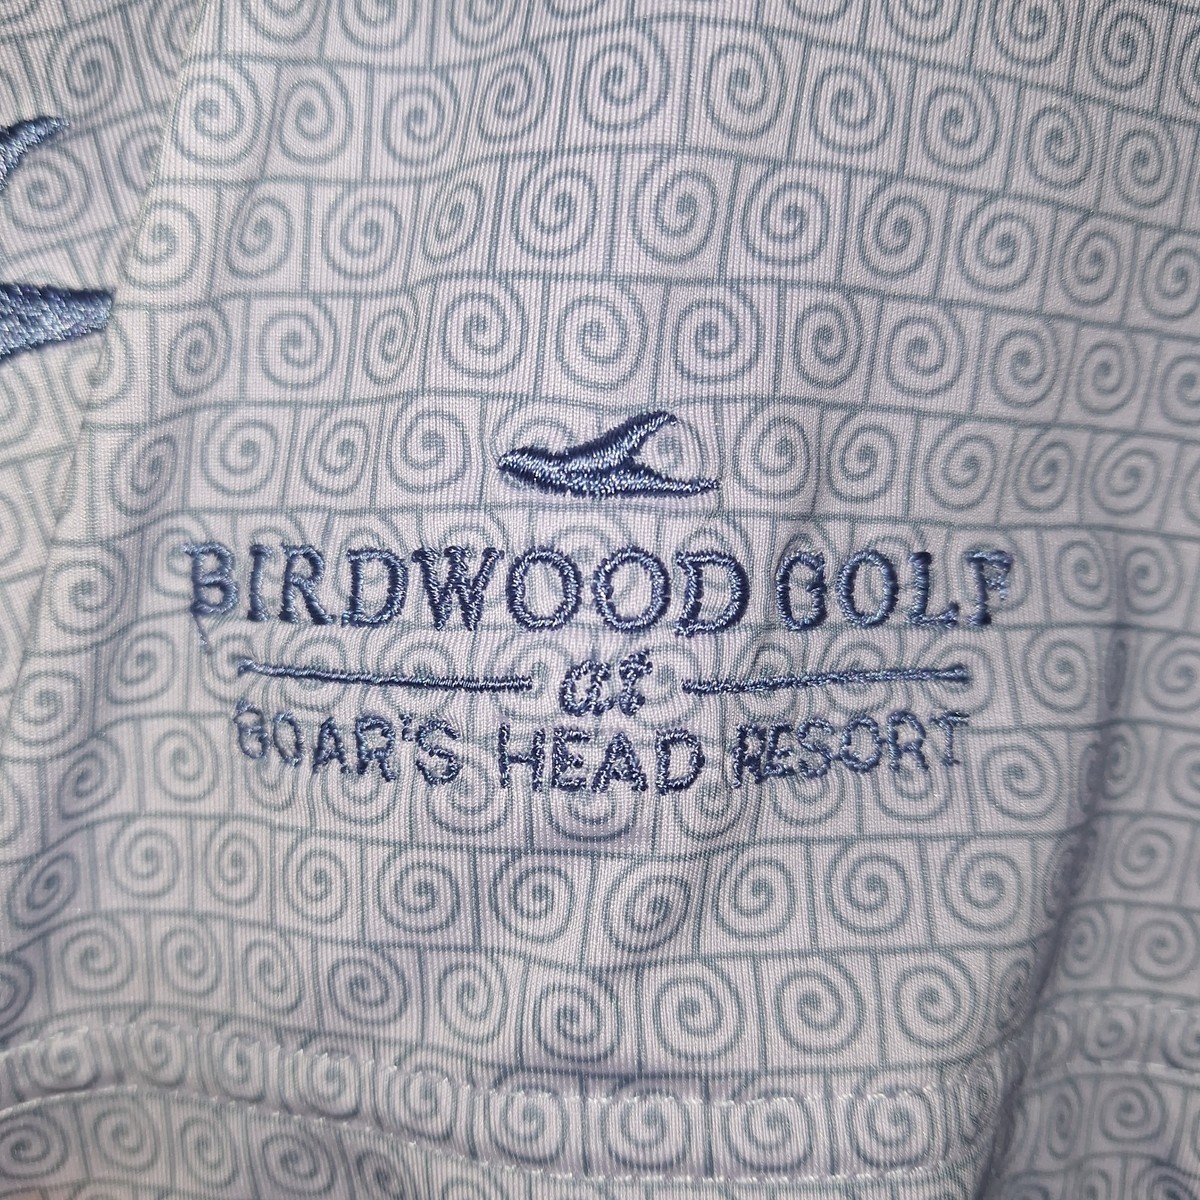 BIRDWOOD GOLF
at
BOAR'S HEAD RESORT